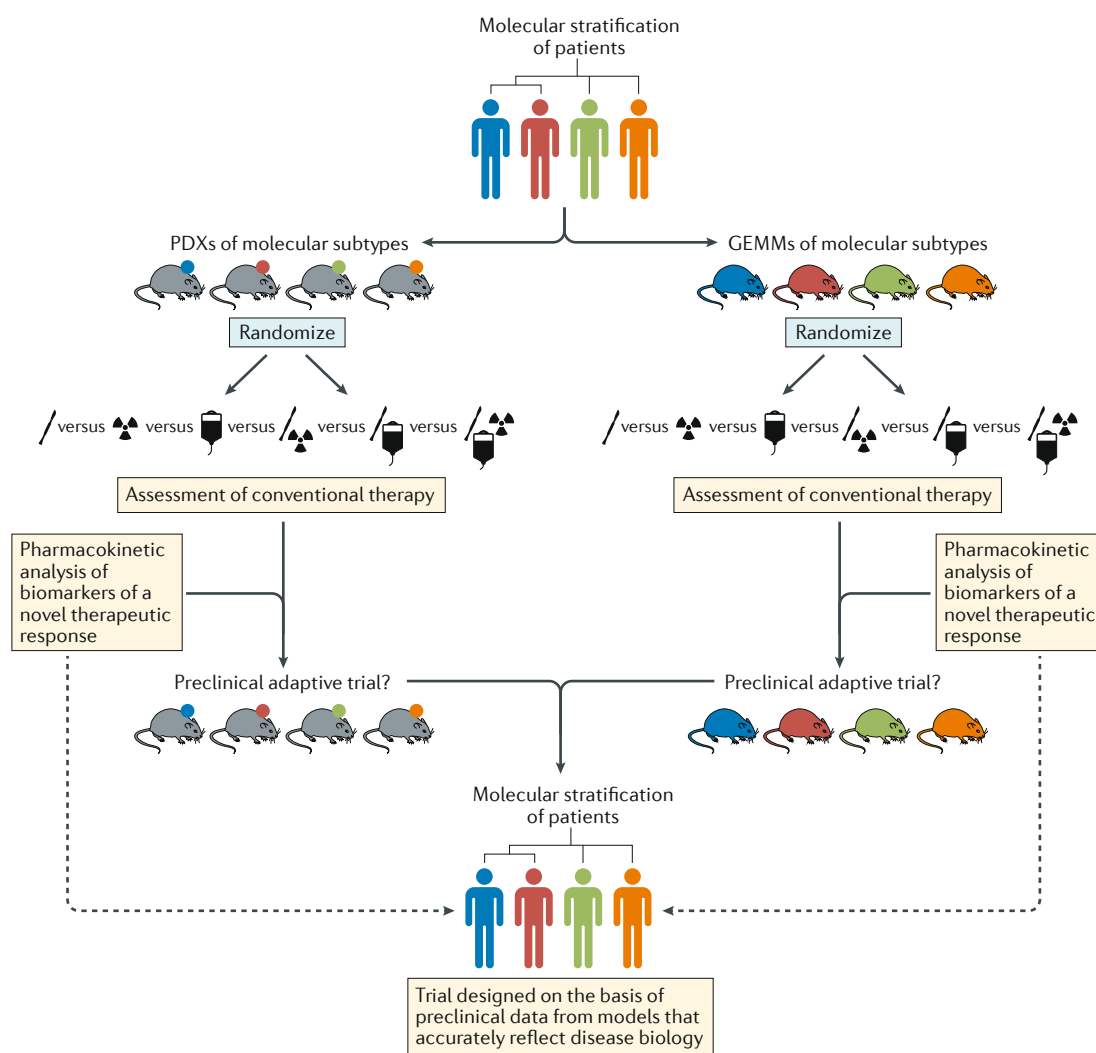 Molecular stratification
of patients
PDXs of molecular subtypes
GEMMs of molecular subtypes
Randomize
Randomize
versus versus versus versus versus
versus versus versus versus versus
Assessment of conventional therapy
Assessment of conventional therapy
Pharmacokinetic
analysis of
biomarkers of a
novel therapeutic
response
Pharmacokinetic
analysis of
biomarkers of a
novel therapeutic
response
Preclinical adaptive trial?
Preclinical adaptive trial?
Molecular stratification
of patients
Trial designed on the basis of
preclinical data from models that
accurately reflect disease biology